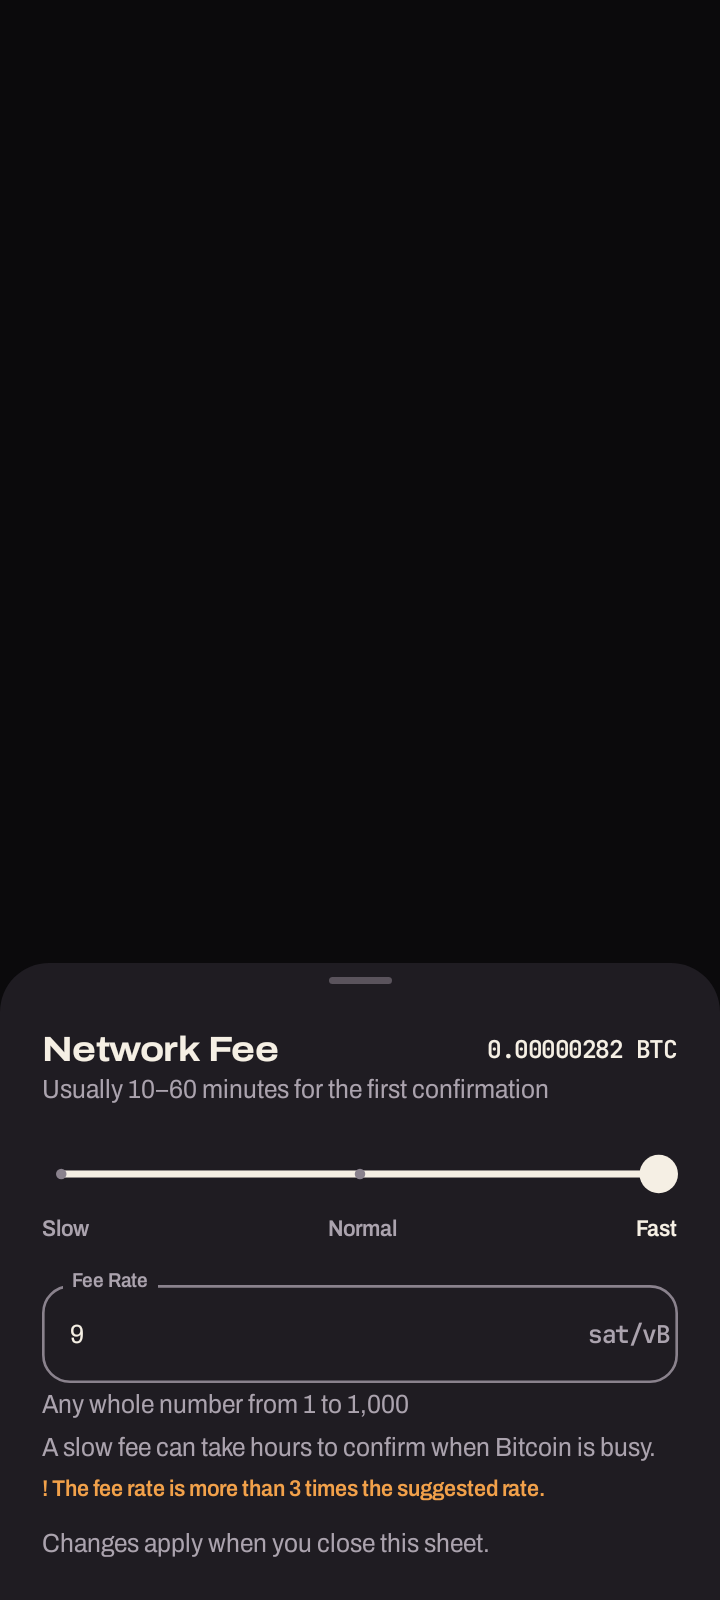 Network Fee 0.00000282 BTC
Usually 10–60 minutes for the first confirmation
Slow Normal Fast
Fee Rate
9 sat/vB
Any whole number from 1 to 1,000
A slow fee can take hours to confirm when Bitcoin is busy.
! The fee rate is more than 3 times the suggested rate.
Changes apply when you close this sheet.